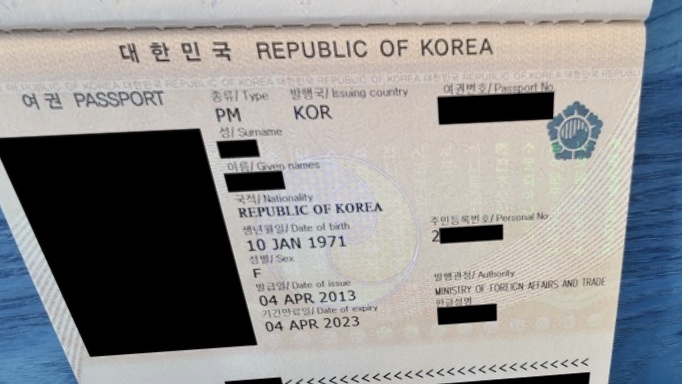 대한민국 REPUBLIC OF KOREA
여권 PASSPORT
종류/ Type 발행국/ Issuing country 여권번호/ Passport No
PM KOR
성/ Surname
이름/ Given names
국적/ Nationality
REPUBLIC OF KOREA
생년월일/ Date of birth 주민등록번호/ Personal No
10 JAN 1971 2
성별/ Sex
F
발급일/ Date of issue 발행관청/ Authority
04 APR 2013 MINISTRY OF FOREIGN AFFAIRS AND TRADE
기간만료일/ Date of expiry 한글성명
04 APR 2023